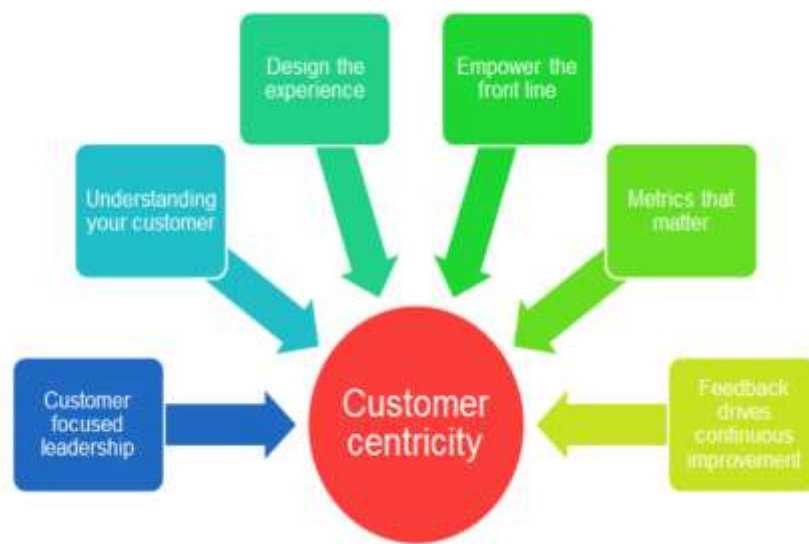 Design the
experience
Empower the
front line
Understanding
your customer
Metrics that
matter
Customer
focused
leadership
Customer
centricity
Feedback
drives
continuous
improvement